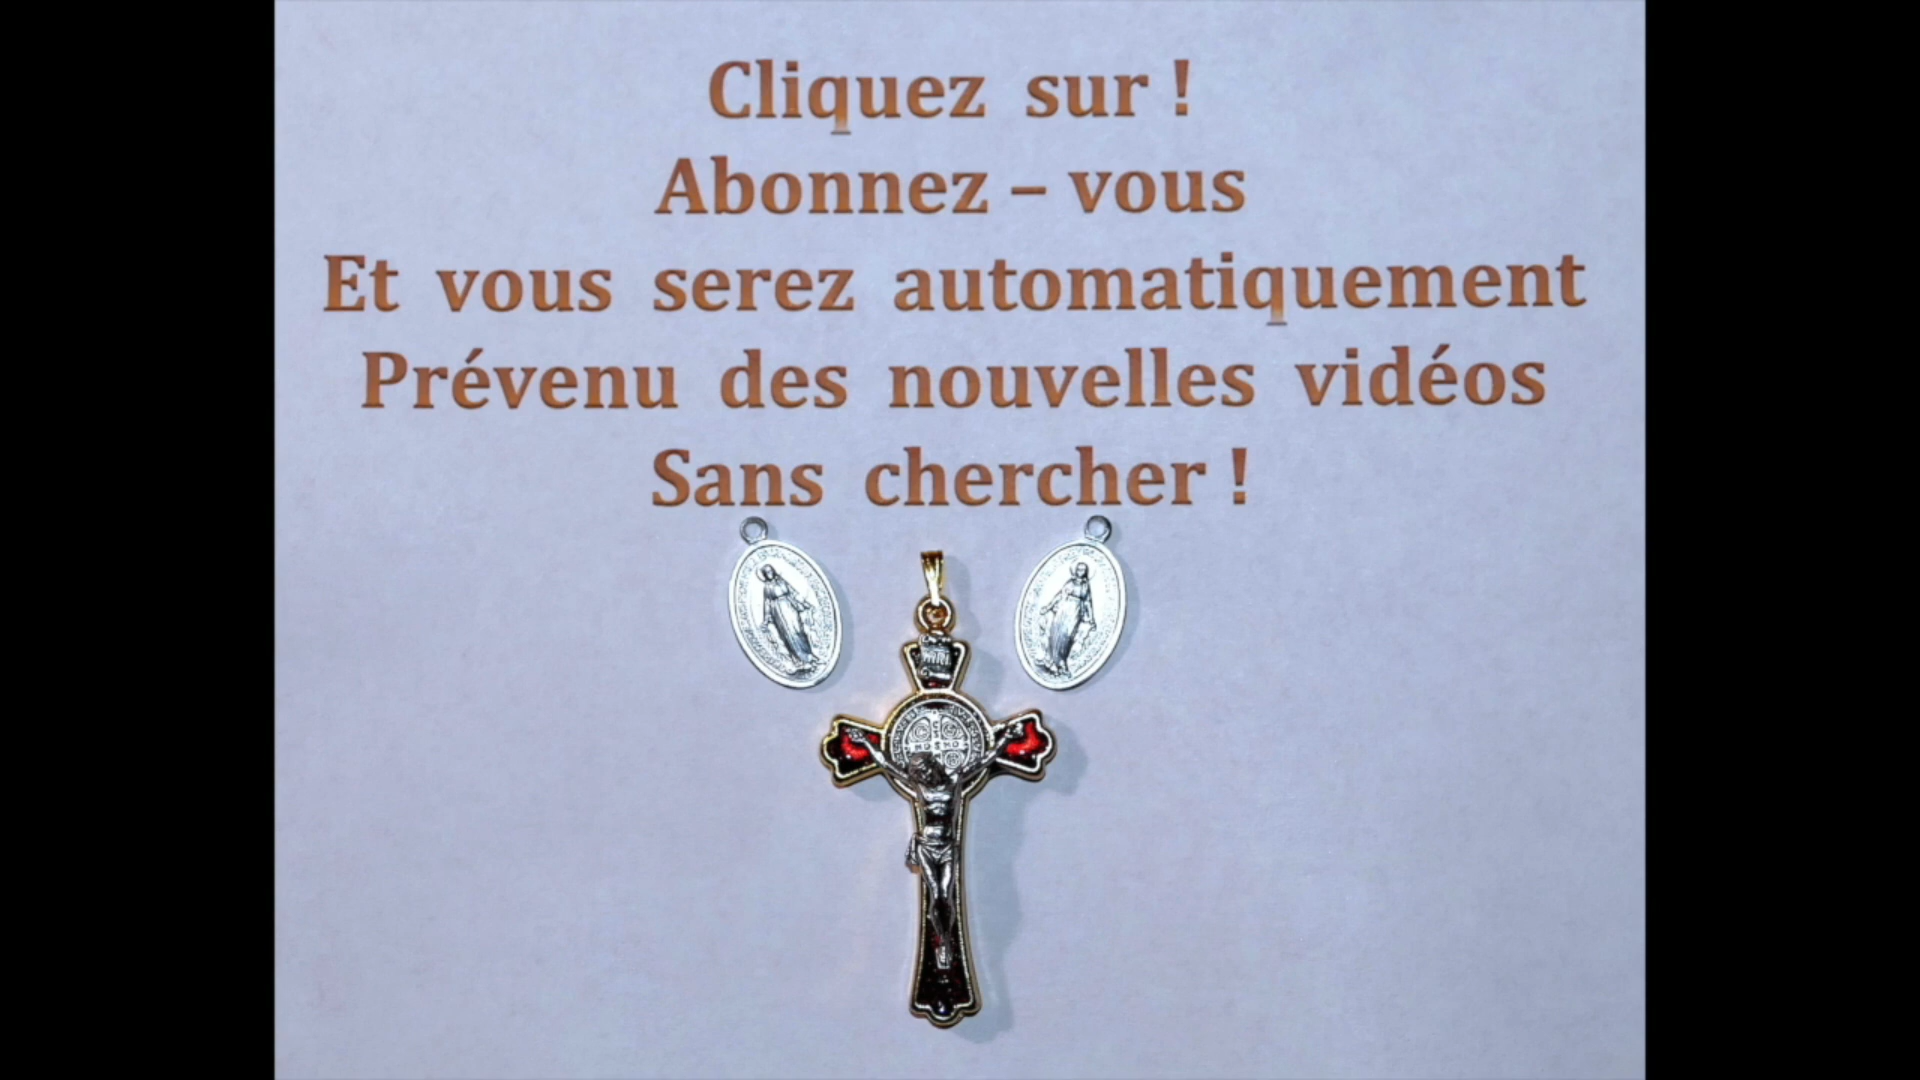 Cliquez sur !
Abonnez – vous
Et vous serez automatiquement
Prévenu des nouvelles vidéos
Sans chercher !